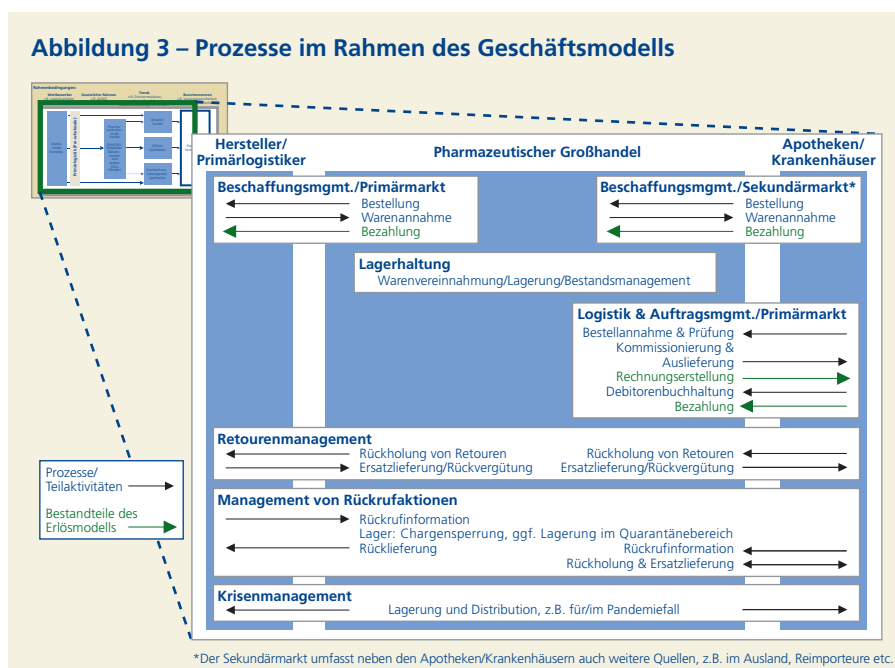 Abbildung 3 – Prozesse im Rahmen des Geschäftsmodells
Rahmenbedingungen:
Hersteller/
Primärlogistiker
Pharmazeutischer Großhandel
Apotheken/
Krankenhäuser
Beschaffungsmgmt./Primärmarkt
Bestellung
Warenannahme
Bezahlung
Beschaffungsmgmt./Sekundärmarkt*
Bestellung
Warenannahme
Bezahlung
Lagerhaltung
Warenvereinnahmung/Lagerung/Bestandsmanagement
Logistik & Auftragsmgmt./Primärmarkt
Bestellannahme & Prüfung
Kommissionierung &
Auslieferung
Rechnungserstellung
Debitorenbuchhaltung
Bezahlung
Retourenmanagement
Rückholung von Retouren
Ersatzlieferung/Rückvergütung
Rückholung von Retouren
Ersatzlieferung/Rückvergütung
Management von Rückrufaktionen
Rückrufinformation
Lager: Chargensperrung, ggf. Lagerung im Quarantänebereich
Rücklieferung
Rückrufinformation
Rückholung & Ersatzlieferung
Krisenmanagement
Lagerung und Distribution, z.B. für/im Pandemiefall
Prozesse/
Teilaktivitäten
Bestandteile des
Erlösmodells
*Der Sekundärmarkt umfasst neben den Apotheken/Krankenhäusern auch weitere Quellen, z.B. im Ausland, Reimporteure etc.